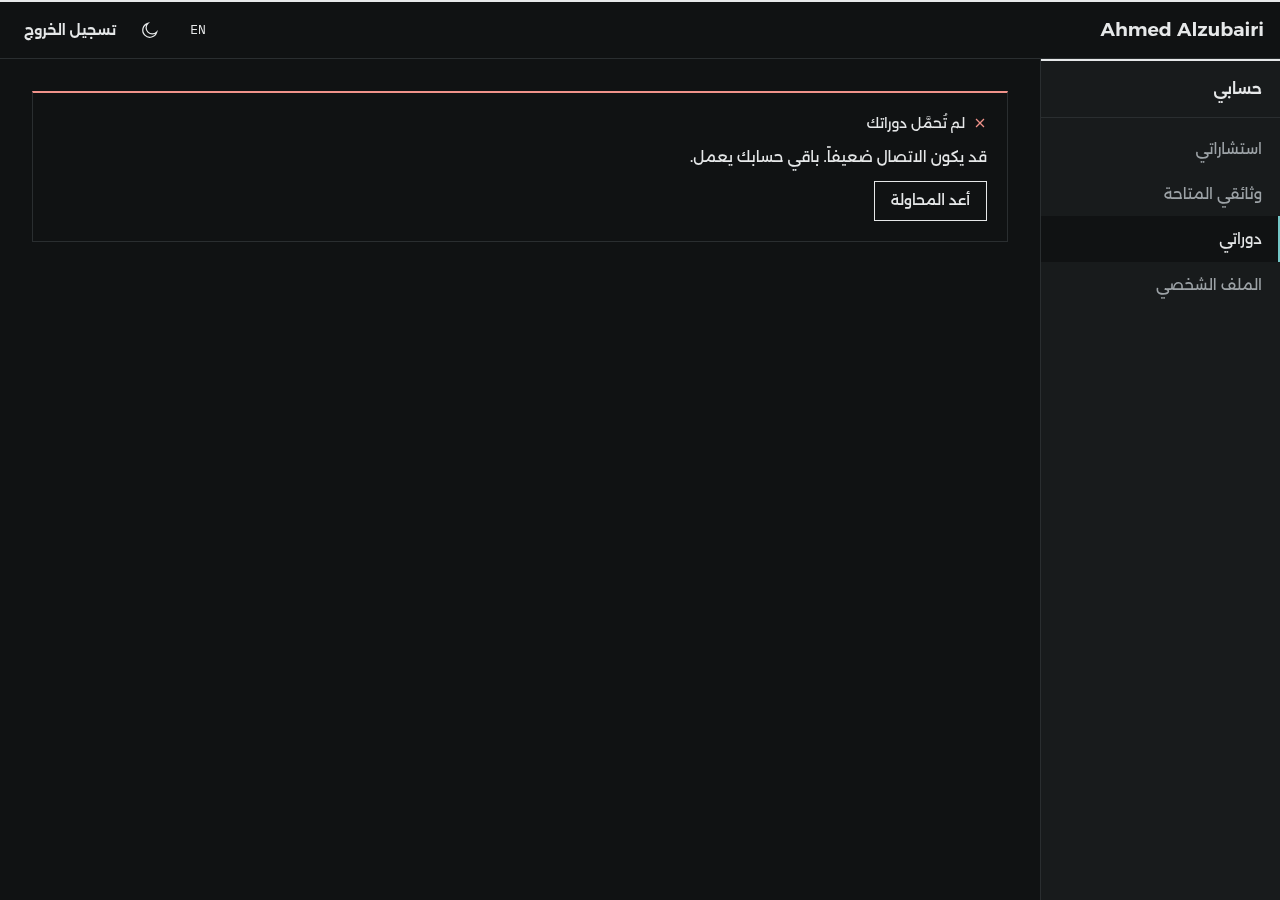 Ahmed Alzubairi
EN
تسجيل الخروج
حسابي
استشاراتي
وثائقي المتاحة
دوراتي
الملف الشخصي
لم تُحمَّل دوراتك
قد يكون الاتصال ضعيفاً. باقي حسابك يعمل.
أعد المحاولة